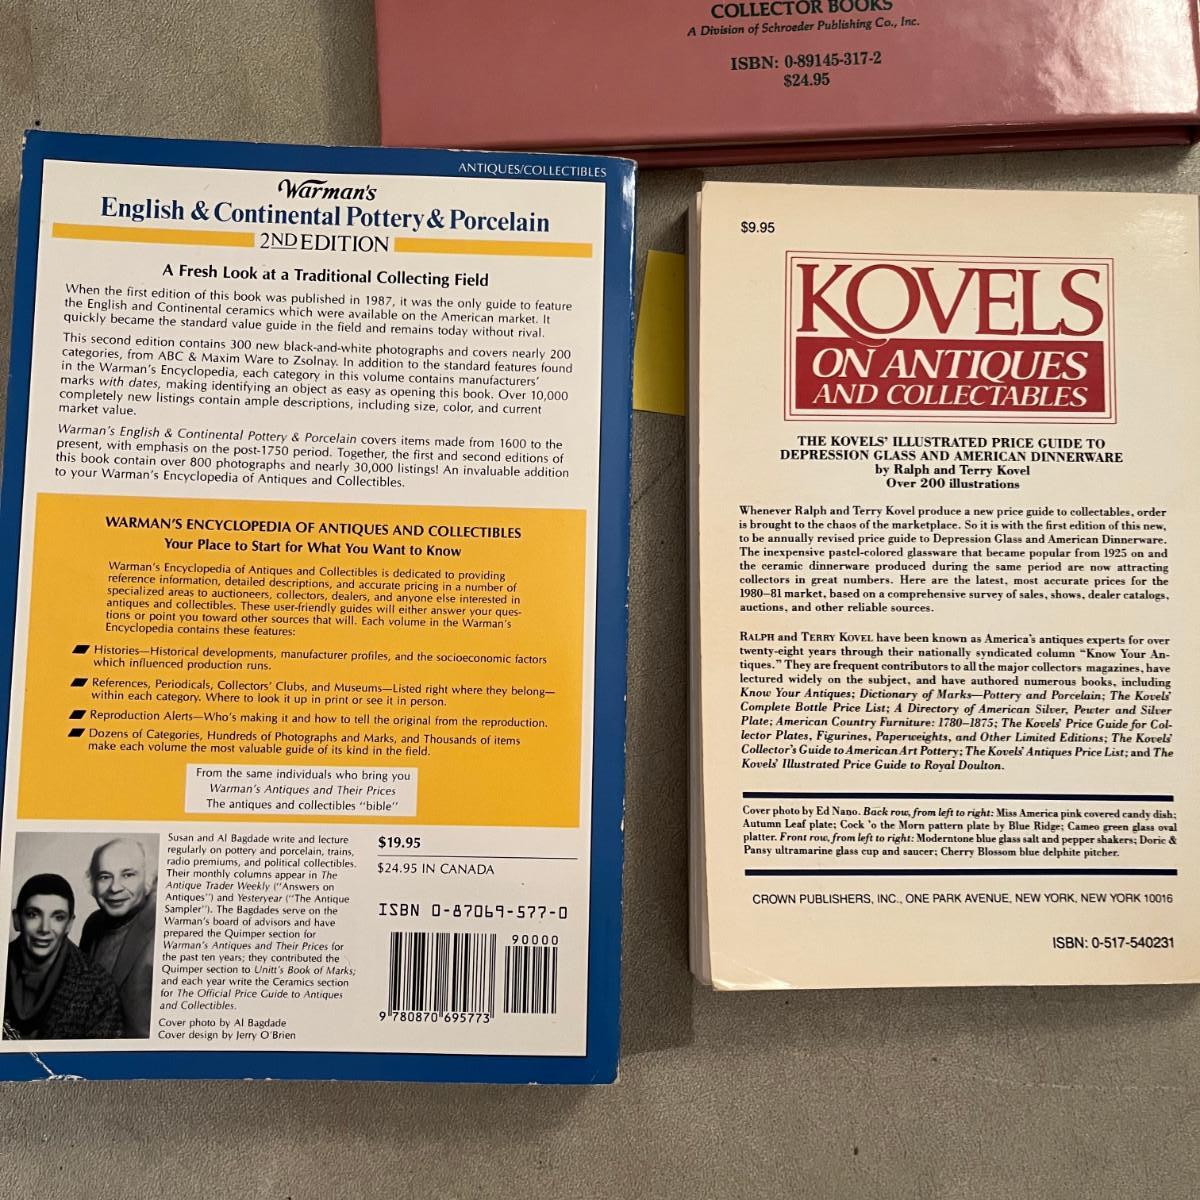 COLLECTOR BOOKS
A Division of Schroeder Publishing Co., Inc.
ISBN: 0-89145-317-2
$24.95
ANTIQUES/COLLECTIBLES
Warman's
English & Continental Pottery & Porcelain
2ND EDITION
A Fresh Look at a Traditional Collecting Field
When the first edition of this book was published in 1987, it was the only guide to feature
the English and Continental ceramics which were available on the American market. It
quickly became the standard value guide in the field and remains today without rival.
This second edition contains 300 new black-and-white photographs and covers nearly 200
categories, from ABC & Maxim Ware to Zsolnay. In addition to the standard features found
in the Warman's Encyclopedia, each category in this volume contains manufacturers'
marks with dates, making identifying an object as easy as opening this book. Over 10,000
completely new listings contain ample descriptions, including size, color, and current
market value.
Warman's English & Continental Pottery & Porcelain covers items made from 1600 to the
present, with emphasis on the post-1750 period. Together, the first and second editions of
this book contain over 800 photographs and nearly 30,000 listings! An invaluable addition
to your Warman's Encyclopedia of Antiques and Collectibles.
WARMAN'S ENCYCLOPEDIA OF ANTIQUES AND COLLECTIBLES
Your Place to Start for What You Want to Know
Warman's Encyclopedia of Antiques and Collectibles is dedicated to providing
reference information, detailed descriptions, and accurate pricing in a number of
specialized areas to auctioneers, collectors, dealers, and anyone else interested in
antiques and collectibles. These user-friendly guides will either answer your ques-
tions or point you toward other sources that will. Each volume in the Warman's
Encyclopedia contains these features:
Histories—Historical developments, manufacturer profiles, and the socioeconomic factors
which influenced production runs.
References, Periodicals, Collectors' Clubs, and Museums—Listed right where they belong—
within each category. Where to look it up in print or see it in person.
Reproduction Alerts—Who's making it and how to tell the original from the reproduction.
Dozens of Categories, Hundreds of Photographs and Marks, and Thousands of items
make each volume the most valuable guide of its kind in the field.
From the same individuals who bring you
Warman's Antiques and Their Prices
The antiques and collectibles "bible"
Susan and Al Bagdade write and lecture
regularly on pottery and porcelain, trains,
radio premiums, and political collectibles.
Their monthly columns appear in The
Antique Trader Weekly ("Answers on
Antiques") and Yesteryear ("The Antique
Sampler"). The Bagdades serve on the
Warman's board of advisors and have
prepared the Quimper section for
Warman's Antiques and Their Prices for
the past ten years; they contributed the
Quimper section to Unitt's Book of Marks;
and each year write the Ceramics section
for The Official Price Guide to Antiques
and Collectibles.
Cover photo by Al Bagdade
Cover design by Jerry O'Brien
$19.95
$24.95 IN CANADA
ISBN 0-87069-577-0
90000
9 780870 695773
$9.95
KOVELS
ON ANTIQUES
AND COLLECTABLES
THE KOVELS' ILLUSTRATED PRICE GUIDE TO
DEPRESSION GLASS AND AMERICAN DINNERWARE
by Ralph and Terry Kovel
Over 200 illustrations
Whenever Ralph and Terry Kovel produce a new price guide to collectables, order
is brought to the chaos of the marketplace. So it is with the first edition of this new,
to be annually revised price guide to Depression Glass and American Dinnerware.
The inexpensive pastel-colored glassware that became popular from 1925 on and
the ceramic dinnerware produced during the same period are now attracting
collectors in great numbers. Here are the latest, most accurate prices for the
1980–81 market, based on a comprehensive survey of sales, shows, dealer catalogs,
auctions, and other reliable sources.
RALPH and TERRY KOVEL have been known as America's antiques experts for over
twenty-eight years through their nationally syndicated column "Know Your An-
tiques." They are frequent contributors to all the major collectors magazines, have
lectured widely on the subject, and have authored numerous books, including
Know Your Antiques; Dictionary of Marks—Pottery and Porcelain; The Kovels'
Complete Bottle Price List; A Directory of American Silver, Pewter and Silver
Plate; American Country Furniture: 1780–1875; The Kovels' Price Guide for Col-
lector Plates, Figurines, Paperweights, and Other Limited Editions; The Kovels'
Collector's Guide to American Art Pottery; The Kovels' Antiques Price List; and The
Kovels' Illustrated Price Guide to Royal Doulton.
Cover photo by Ed Nano. Back row, from left to right: Miss America pink covered candy dish;
Autumn Leaf plate; Cock 'o the Morn pattern plate by Blue Ridge; Cameo green glass oval
platter. Front row, from left to right: Moderntone blue glass salt and pepper shakers; Doric &
Pansy ultramarine glass cup and saucer; Cherry Blossom blue delphite pitcher.
CROWN PUBLISHERS, INC., ONE PARK AVENUE, NEW YORK, NEW YORK 10016
ISBN: 0-517-540231